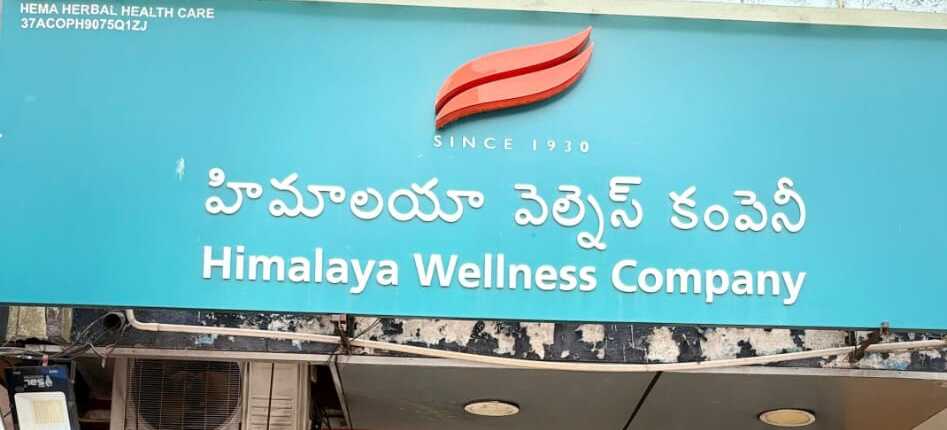 HEMA HERBAL HEALTH CARE
37ACOPH9075Q1ZJ
SINCE 1930
హిమాలయా వెల్నెస్ కంపెనీ
Himalaya Wellness Company